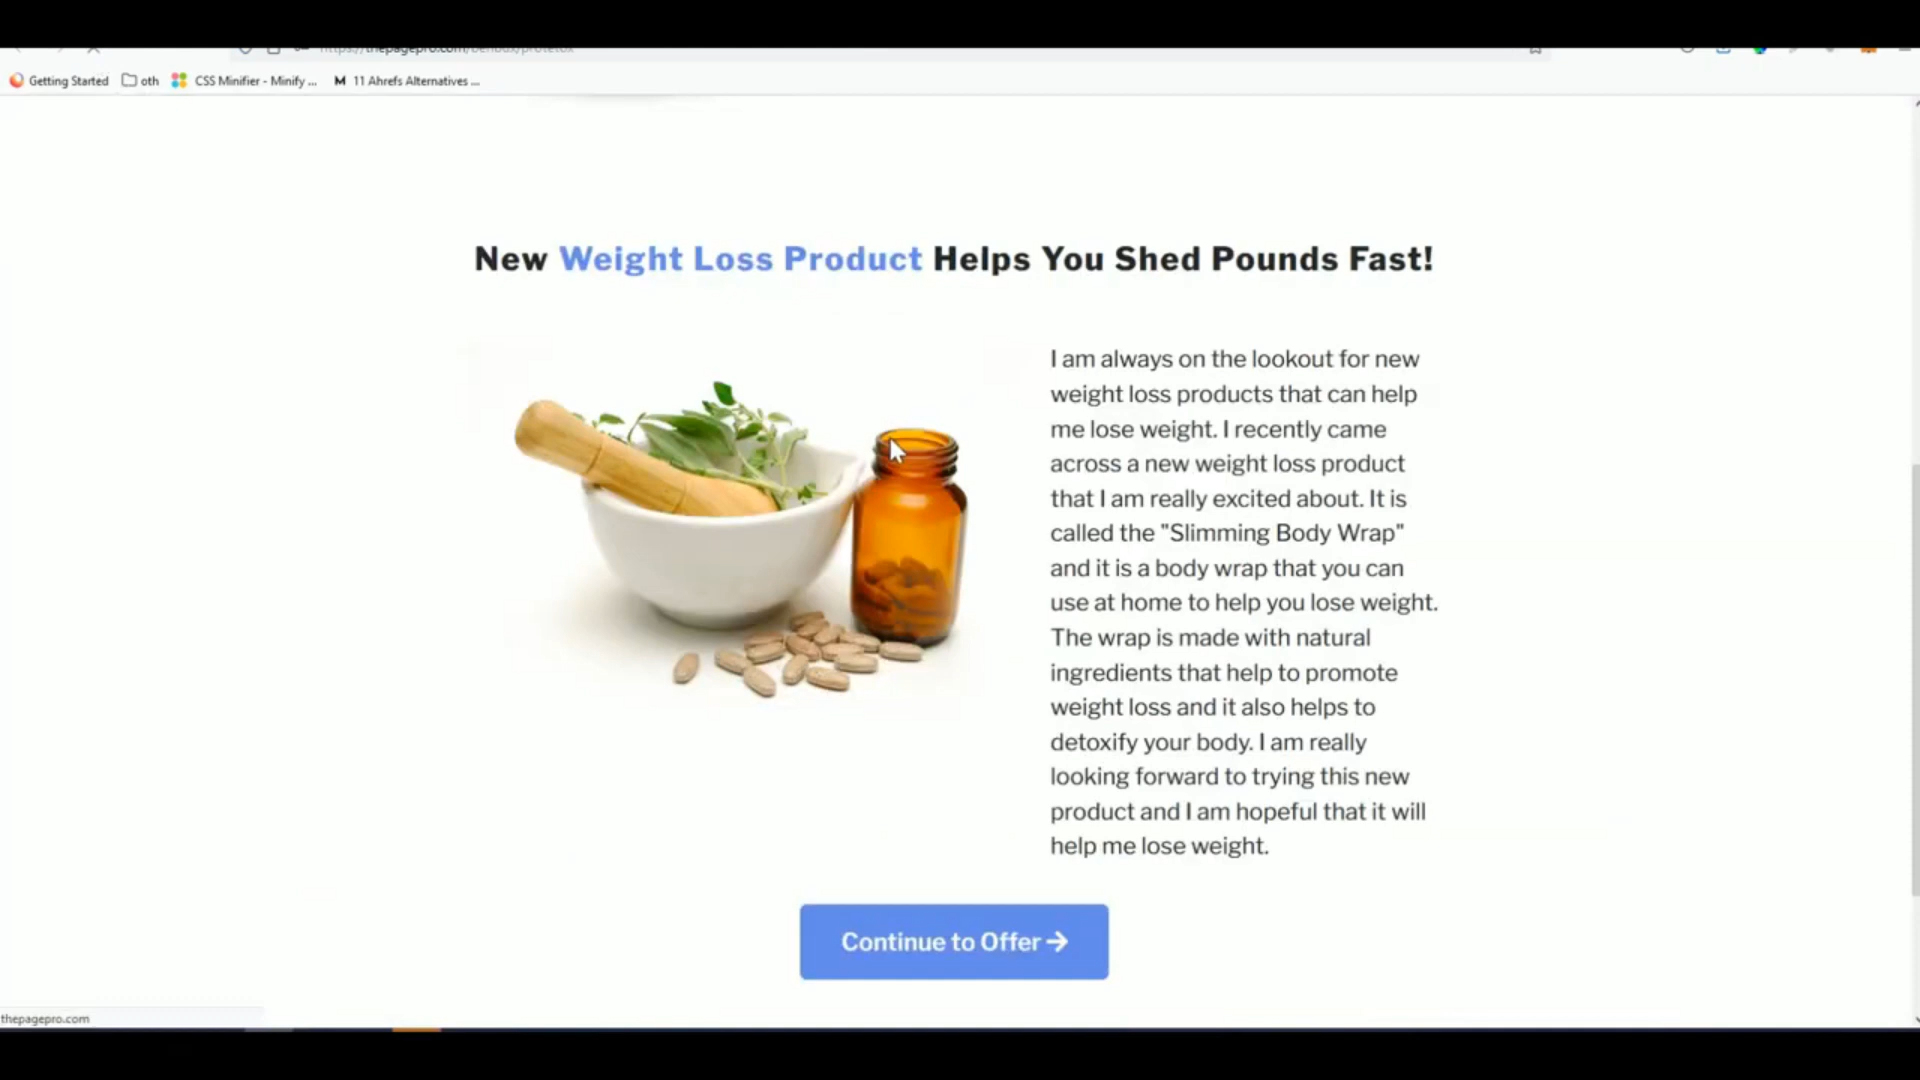 Getting Started
oth
CSS Minifier - Minify ...
M 11 Ahrefs Alternatives ...
New Weight Loss Product Helps You Shed Pounds Fast!
I am always on the lookout for new
weight loss products that can help
me lose weight. I recently came
across a new weight loss product
that I am really excited about. It is
called the "Slimming Body Wrap"
and it is a body wrap that you can
use at home to help you lose weight.
The wrap is made with natural
ingredients that help to promote
weight loss and it also helps to
detoxify your body. I am really
looking forward to trying this new
product and I am hopeful that it will
help me lose weight.
Continue to Offer →
thepagepro.com